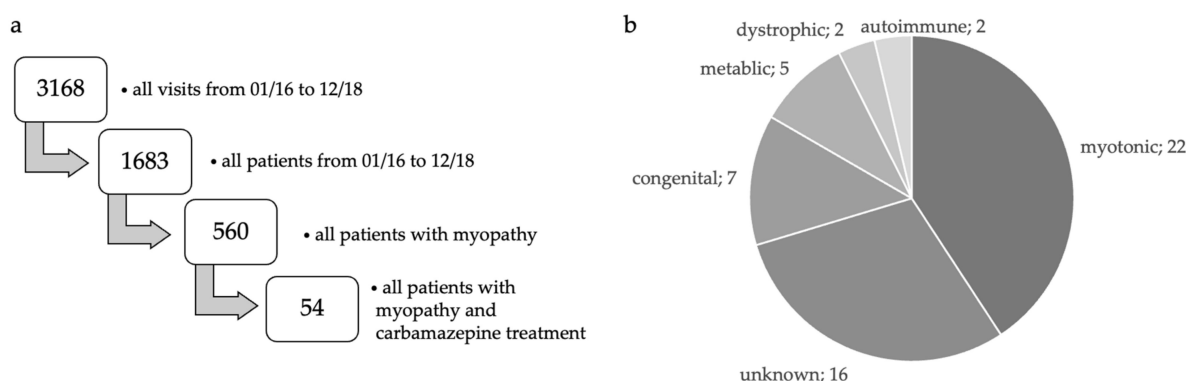 a
3168
• all visits from 01/16 to 12/18
1683
• all patients from 01/16 to 12/18
560
• all patients with myopathy
54
• all patients with
myopathy and
carbamazepine treatment
b
dystrophic; 2
autoimmune; 2
metablic; 5
myotonic; 22
congenital; 7
unknown; 16